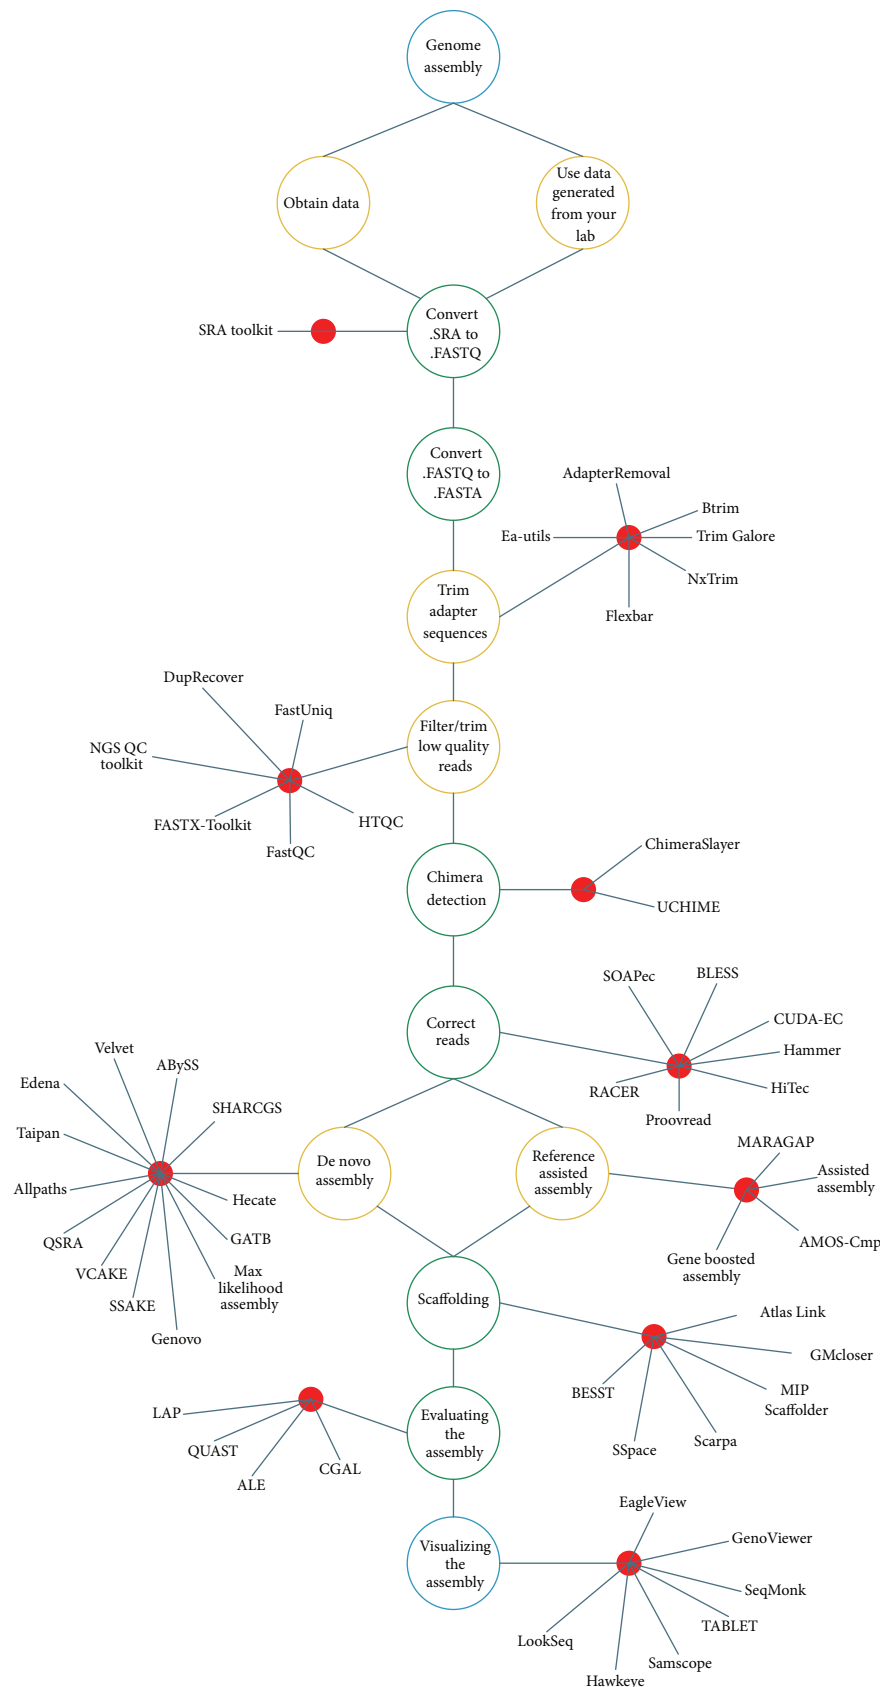 Genome
assembly
Obtain data
Use data
generated
from your
lab
Convert
.SRA to
.FASTQ
SRA toolkit
Convert
.FASTQ to
.FASTA
AdapterRemoval
Btrim
Ea-utils
Trim Galore
NxTrim
Flexbar
Trim
adapter
sequences
DupRecover
FastUniq
NGS QC
toolkit
FASTX-Toolkit
HTQC
FastQC
Filter/trim
low quality
reads
ChimeraSlayer
UCHIME
Chimera
detection
SOAPec
BLESS
CUDA-EC
Hammer
HiTec
RACER
Proovread
Correct
reads
Velvet
ABySS
Edena
SHARCGS
Taipan
Allpaths
Hecate
QSRA
GATB
VCAKE
Max
likelihood
assembly
SSAKE
Genovo
De novo
assembly
Reference
assisted
assembly
MARAGAP
Assisted
assembly
AMOS-Cmp
Gene boosted
assembly
Scaffolding
Atlas Link
GMcloser
BESST
MIP
Scaffolder
Scarpa
SSpace
LAP
QUAST
ALE
CGAL
Evaluating
the
assembly
EagleView
GenoViewer
SeqMonk
TABLET
LookSeq
Samscope
Hawkeye
Visualizing
the
assembly